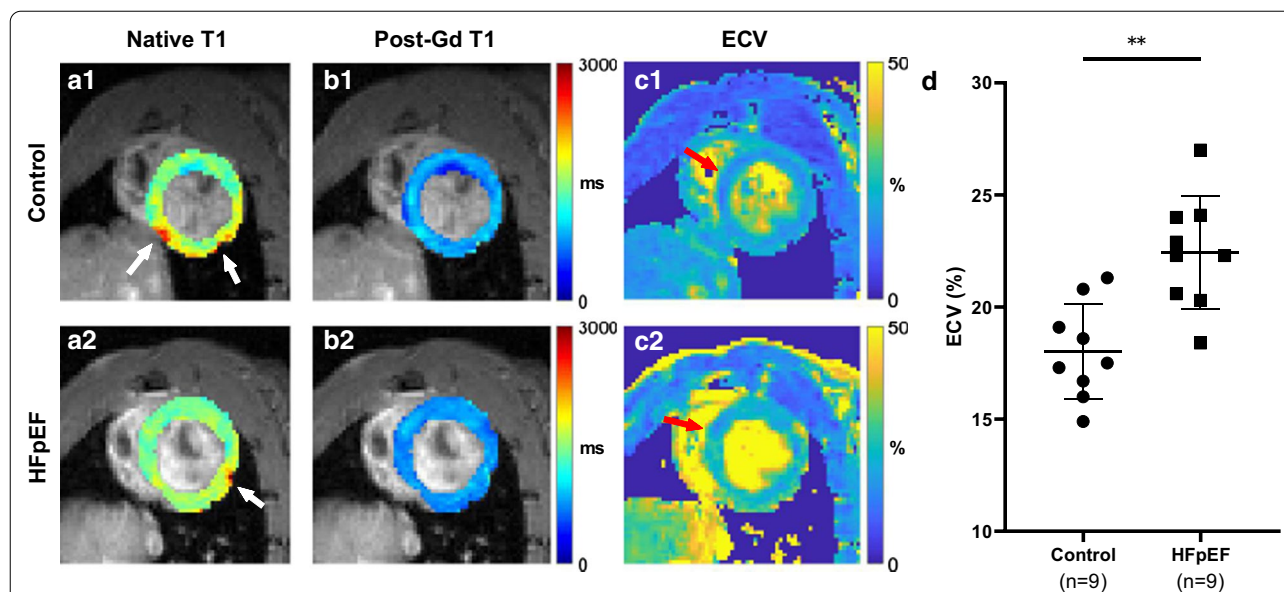 Native T1 Post-Gd T1 ECV
Control
a1
b1
3000
ms
0
c1
50
%
0
HFpEF
a2
b2
3000
ms
0
c2
50
%
0
d
**
ECV (%)
30
25
20
15
10
Control HFpEF
(n=9) (n=9)